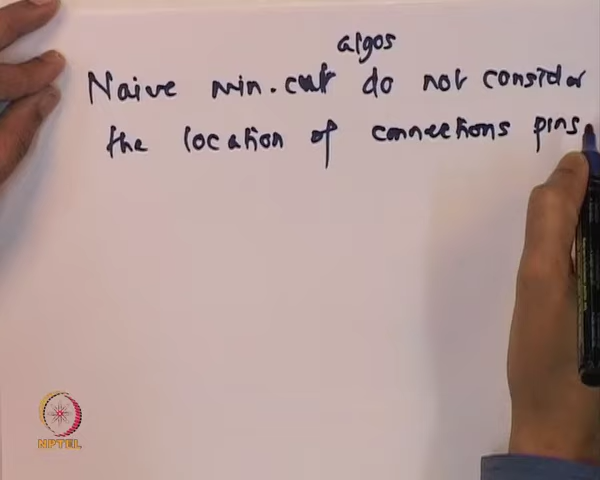 algos
Naive min.cut do not consider
the location of connections pins
NPTEL